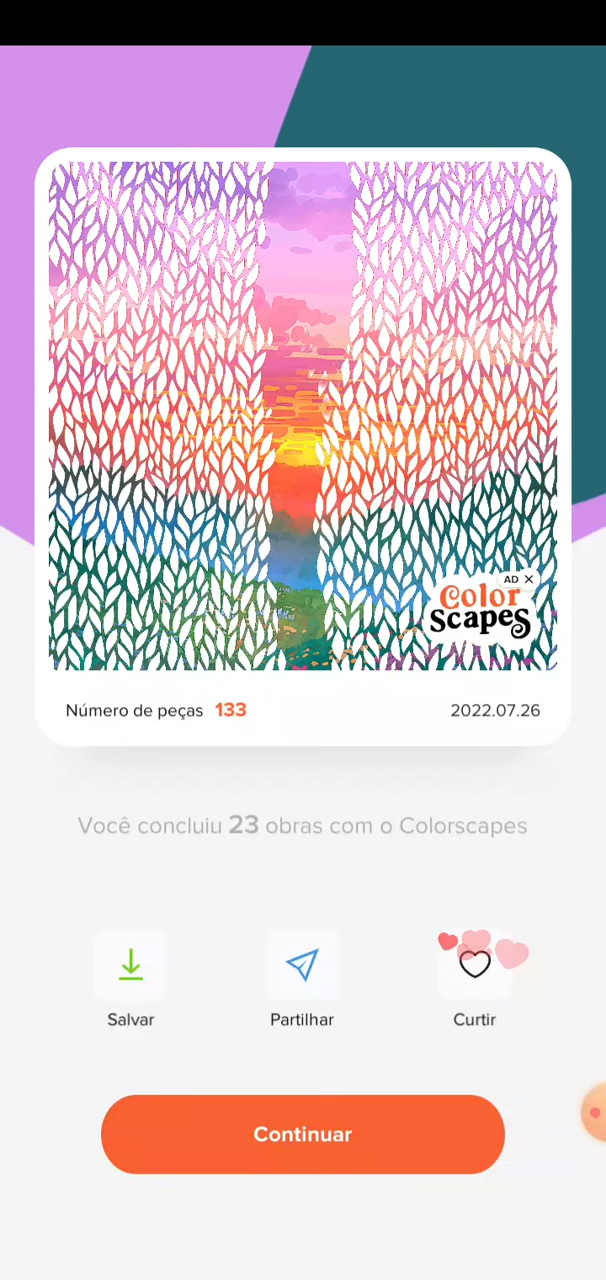 AD
Color
Scapes
Número de peças 133
2022.07.26
Você concluiu 23 obras com o Colorscapes
Salvar
Partilhar
Curtir
Continuar